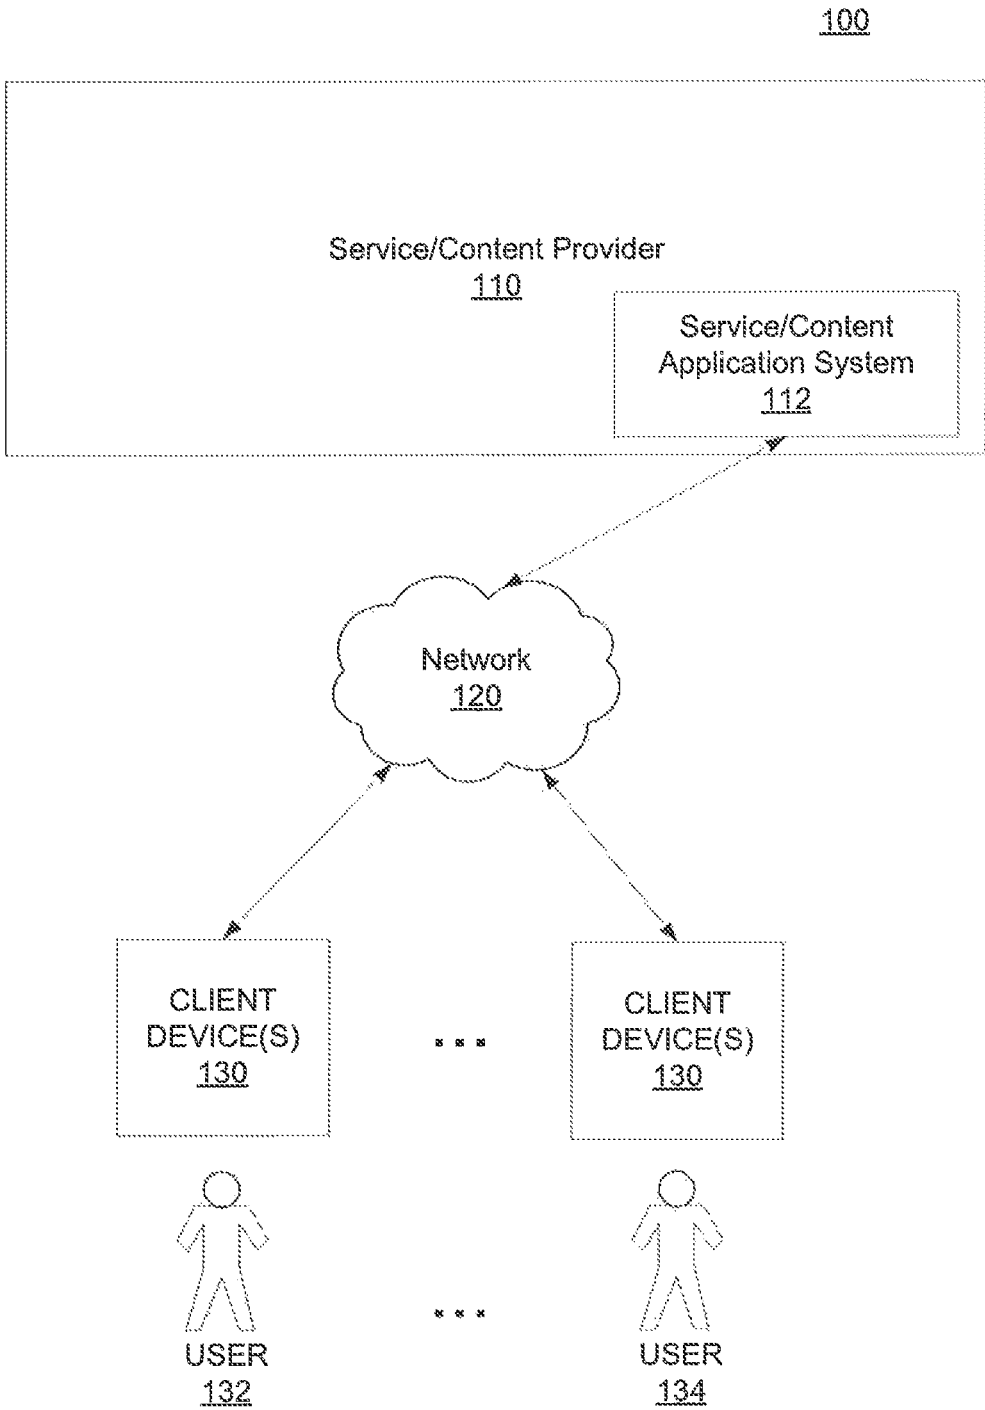 100
Service/Content Provider
110
Service/Content
Application System
112
Network
120
CLIENT
DEVICE(S)
130
...
CLIENT
DEVICE(S)
130
USER
132
...
USER
134